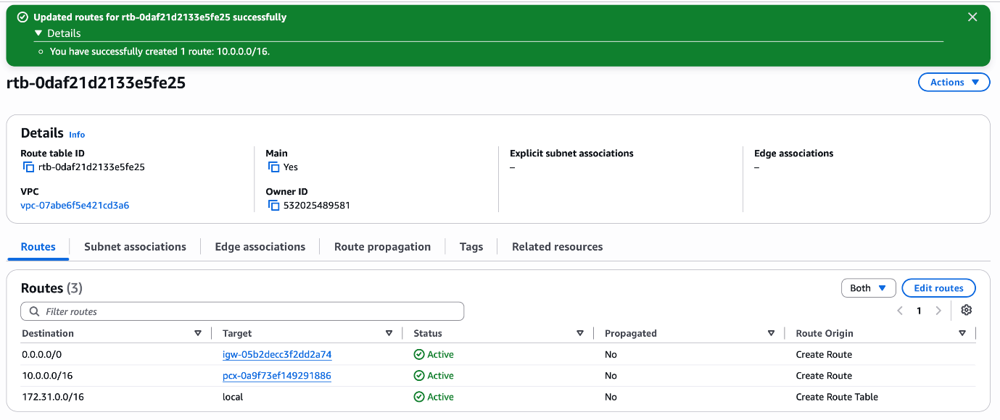 Updated routes for rtb-0daf21d2133e5fe25 successfully
Details
You have successfully created 1 route: 10.0.0.0/16.
rtb-0daf21d2133e5fe25
Actions
Details Info
Route table ID
rtb-0daf21d2133e5fe25
Main
Yes
Explicit subnet associations
–
Edge associations
–
VPC
vpc-07abe6f5e421cd3a6
Owner ID
532025489581
Routes Subnet associations Edge associations Route propagation Tags Related resources
Routes (3)
Both Edit routes
Filter routes
1
Destination Target Status Propagated Route Origin
0.0.0.0/0 igw-05b2decc3f2dd2a74 Active No Create Route
10.0.0.0/16 pcx-0a9f73ef149291886 Active No Create Route
172.31.0.0/16 local Active No Create Route Table